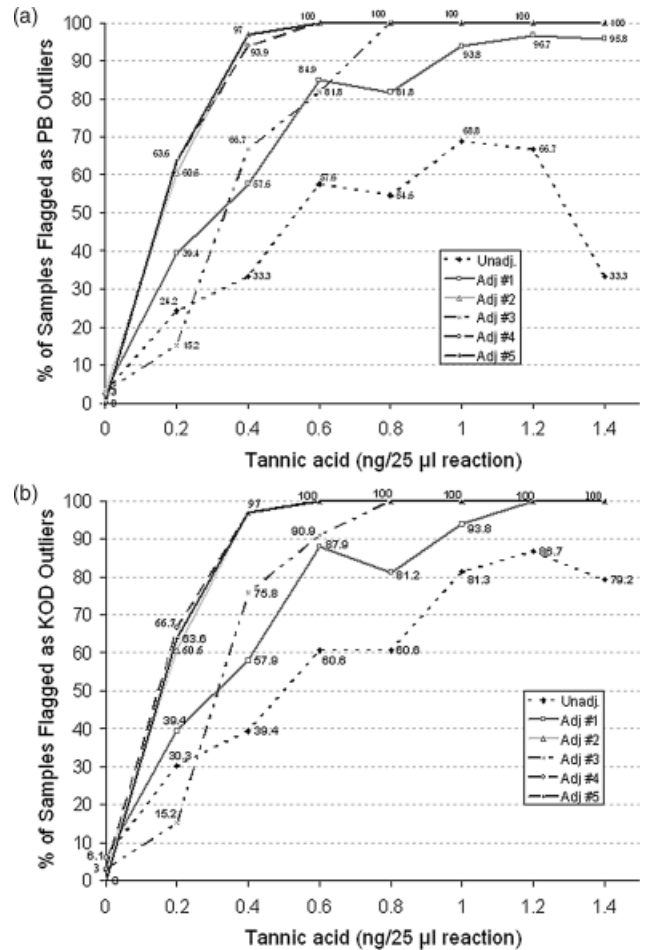 (a)
% of Samples Flagged as PB Outliers
100
90
80
70
60
50
40
30
20
10
0
97 100 100 100 100 100
93.9
84.9 93.8 96.7 95.8
81.8 81.8
63.6 66.7 68.8 66.7
60.6 57.6 57.6 54.5
39.4
24.2 33.3 33.3
15.2
3
0
Unadj.
Adj #1
Adj #2
Adj #3
Adj #4
Adj #5
0 0.2 0.4 0.6 0.8 1 1.2 1.4
Tannic acid (ng/25 µl reaction)
(b)
% of Samples Flagged as KOD Outliers
100
90
80
70
60
50
40
30
20
10
0
97 100 100 100 100 100
90.9 93.8
87.9 86.7
75.8 81.2 81.3 79.2
66.7
63.6
60.6 57.9 60.6 60.6
39.4 39.4
30.3
15.2
6.1
3
0
Unadj.
Adj #1
Adj #2
Adj #3
Adj #4
Adj #5
0 0.2 0.4 0.6 0.8 1 1.2 1.4
Tannic acid (ng/25 µl reaction)